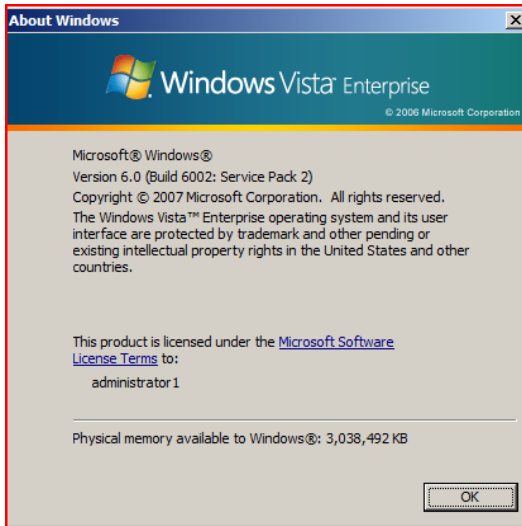 About Windows
Windows Vista™ Enterprise
© 2006 Microsoft Corporation
Microsoft® Windows®
Version 6.0 (Build 6002: Service Pack 2)
Copyright © 2007 Microsoft Corporation. All rights reserved.
The Windows Vista™ Enterprise operating system and its user
interface are protected by trademark and other pending or
existing intellectual property rights in the United States and other
countries.
This product is licensed under the Microsoft Software
License Terms to:
administrator1
Physical memory available to Windows®: 3,038,492 KB
OK